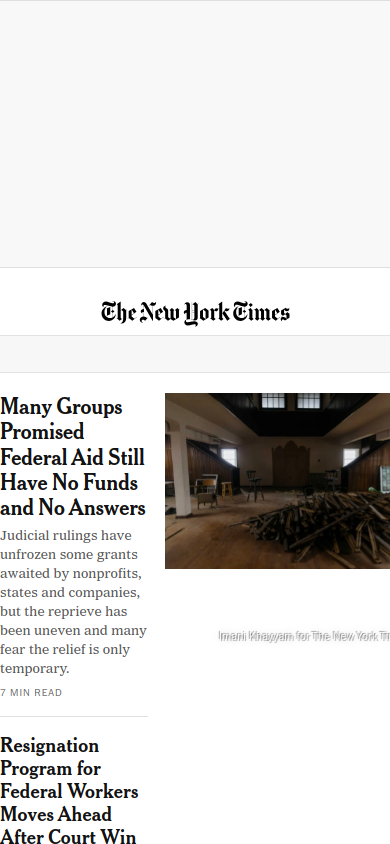 The New York Times
Many Groups
Promised
Federal Aid Still
Have No Funds
and No Answers
Judicial rulings have
unfrozen some grants
awaited by nonprofits,
states and companies,
but the reprieve has
been uneven and many
fear the relief is only
temporary.
7 MIN READ
Imani Khayyam for The New York
Resignation
Program for
Federal Workers
Moves Ahead
After Court Win